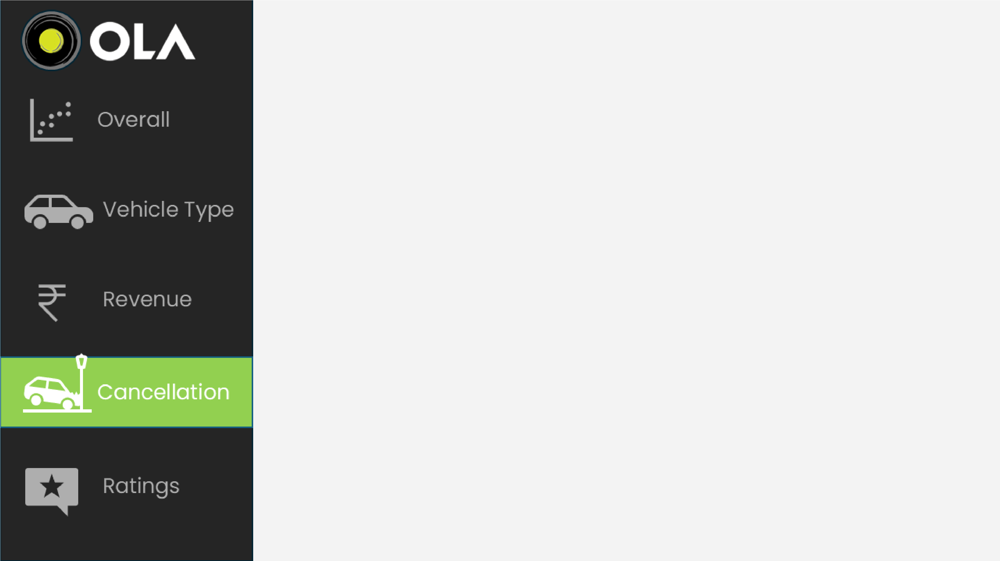 OLA
Overall
Vehicle Type
₹
Revenue
Cancellation
Ratings